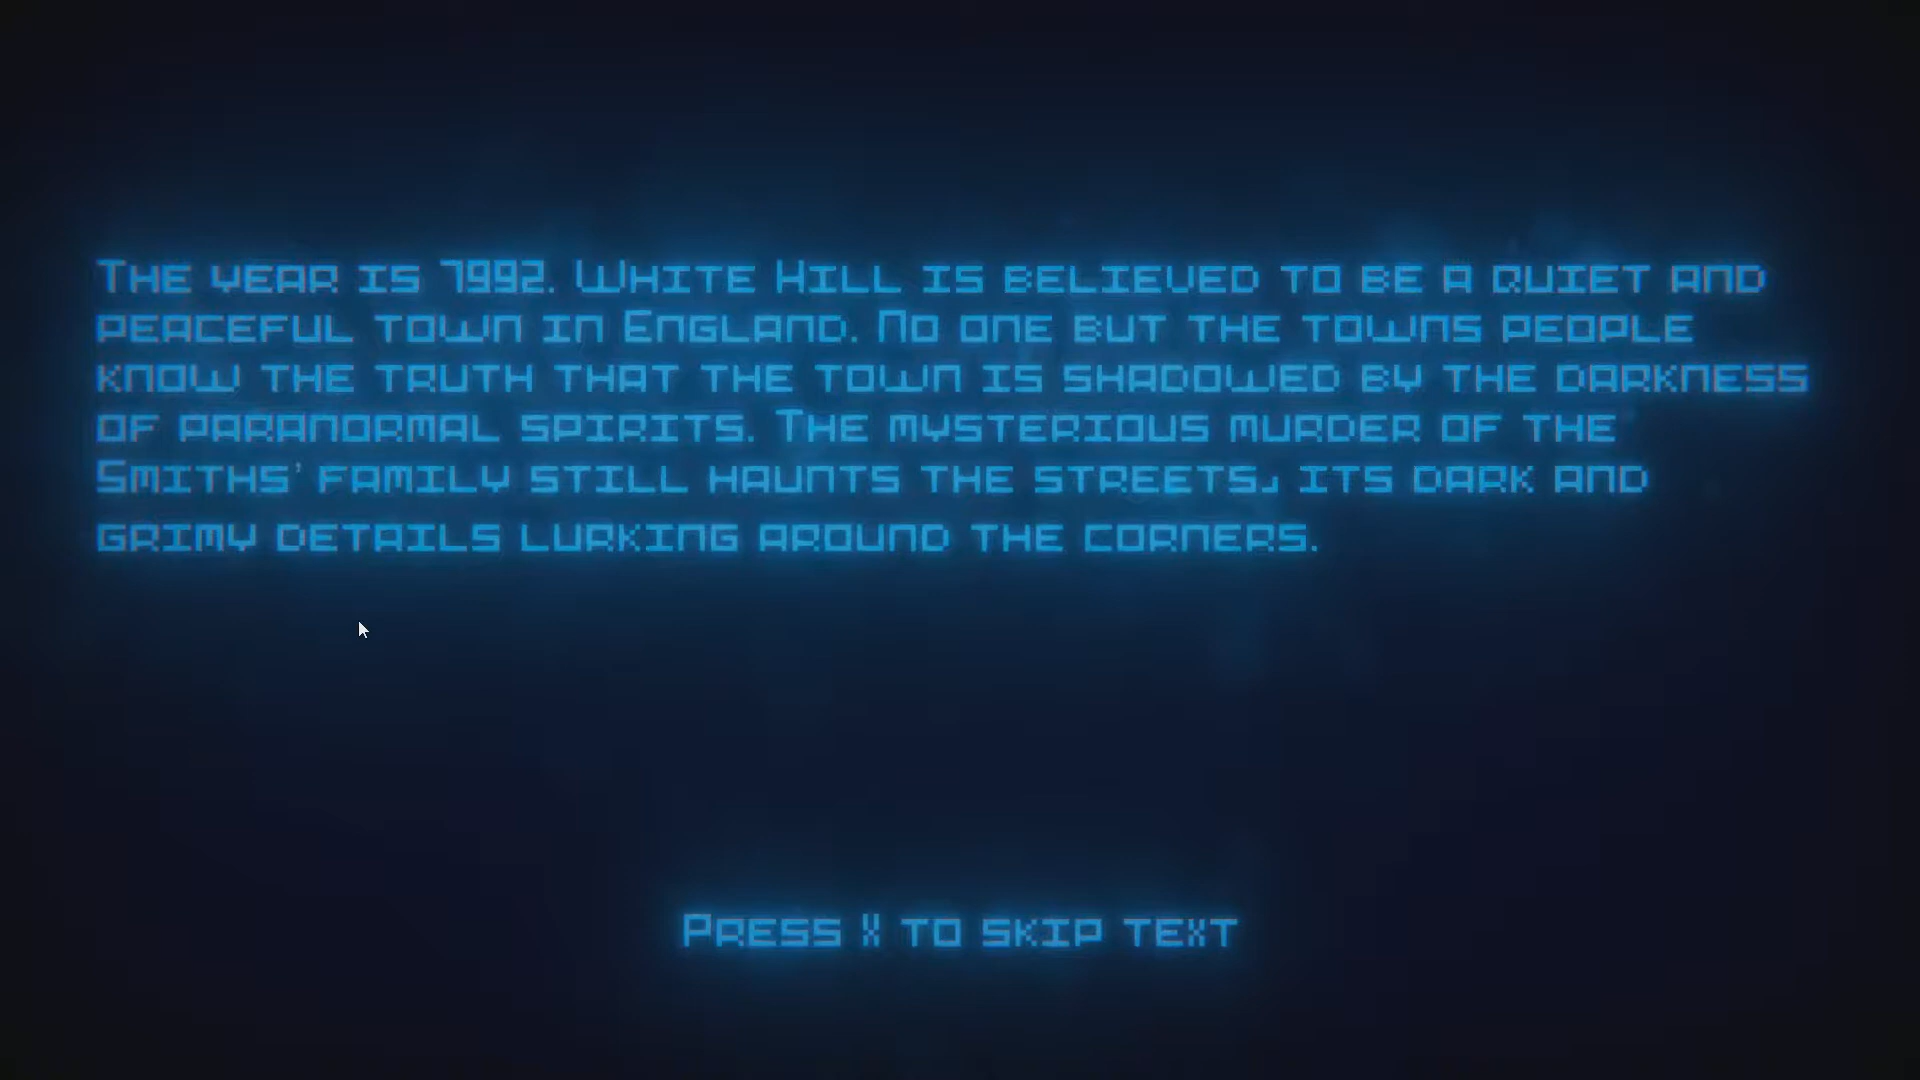 The year is 1992. White Hill is believed to be a quiet and
peaceful town in England. No one but the towns people
know the truth that the town is shadowed by the darkness
of paranormal spirits. The mysterious murder of the
Smiths' family still haunts the streets, its dark and
grimy details lurking around the corners.
Press X to skip text